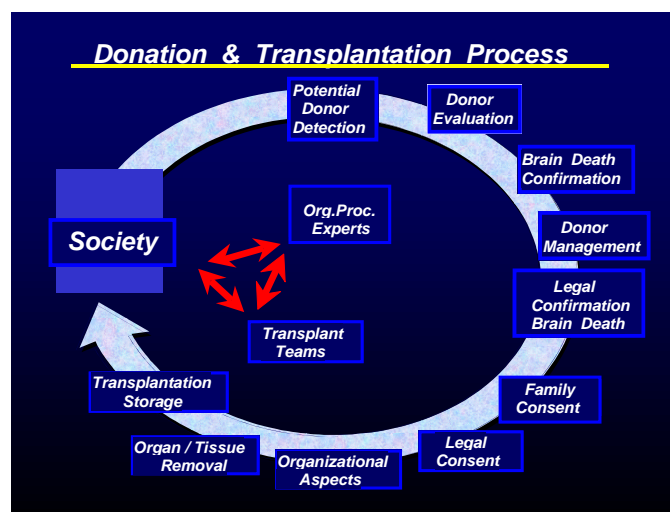 Donation & Transplantation Process
Potential
Donor
Detection
Donor
Evaluation
Brain Death
Confirmation
Donor
Management
Legal
Confirmation
Brain Death
Family
Consent
Legal
Consent
Organizational
Aspects
Organ / Tissue
Removal
Transplantation
Storage
Society
Org.Proc.
Experts
Transplant
Teams